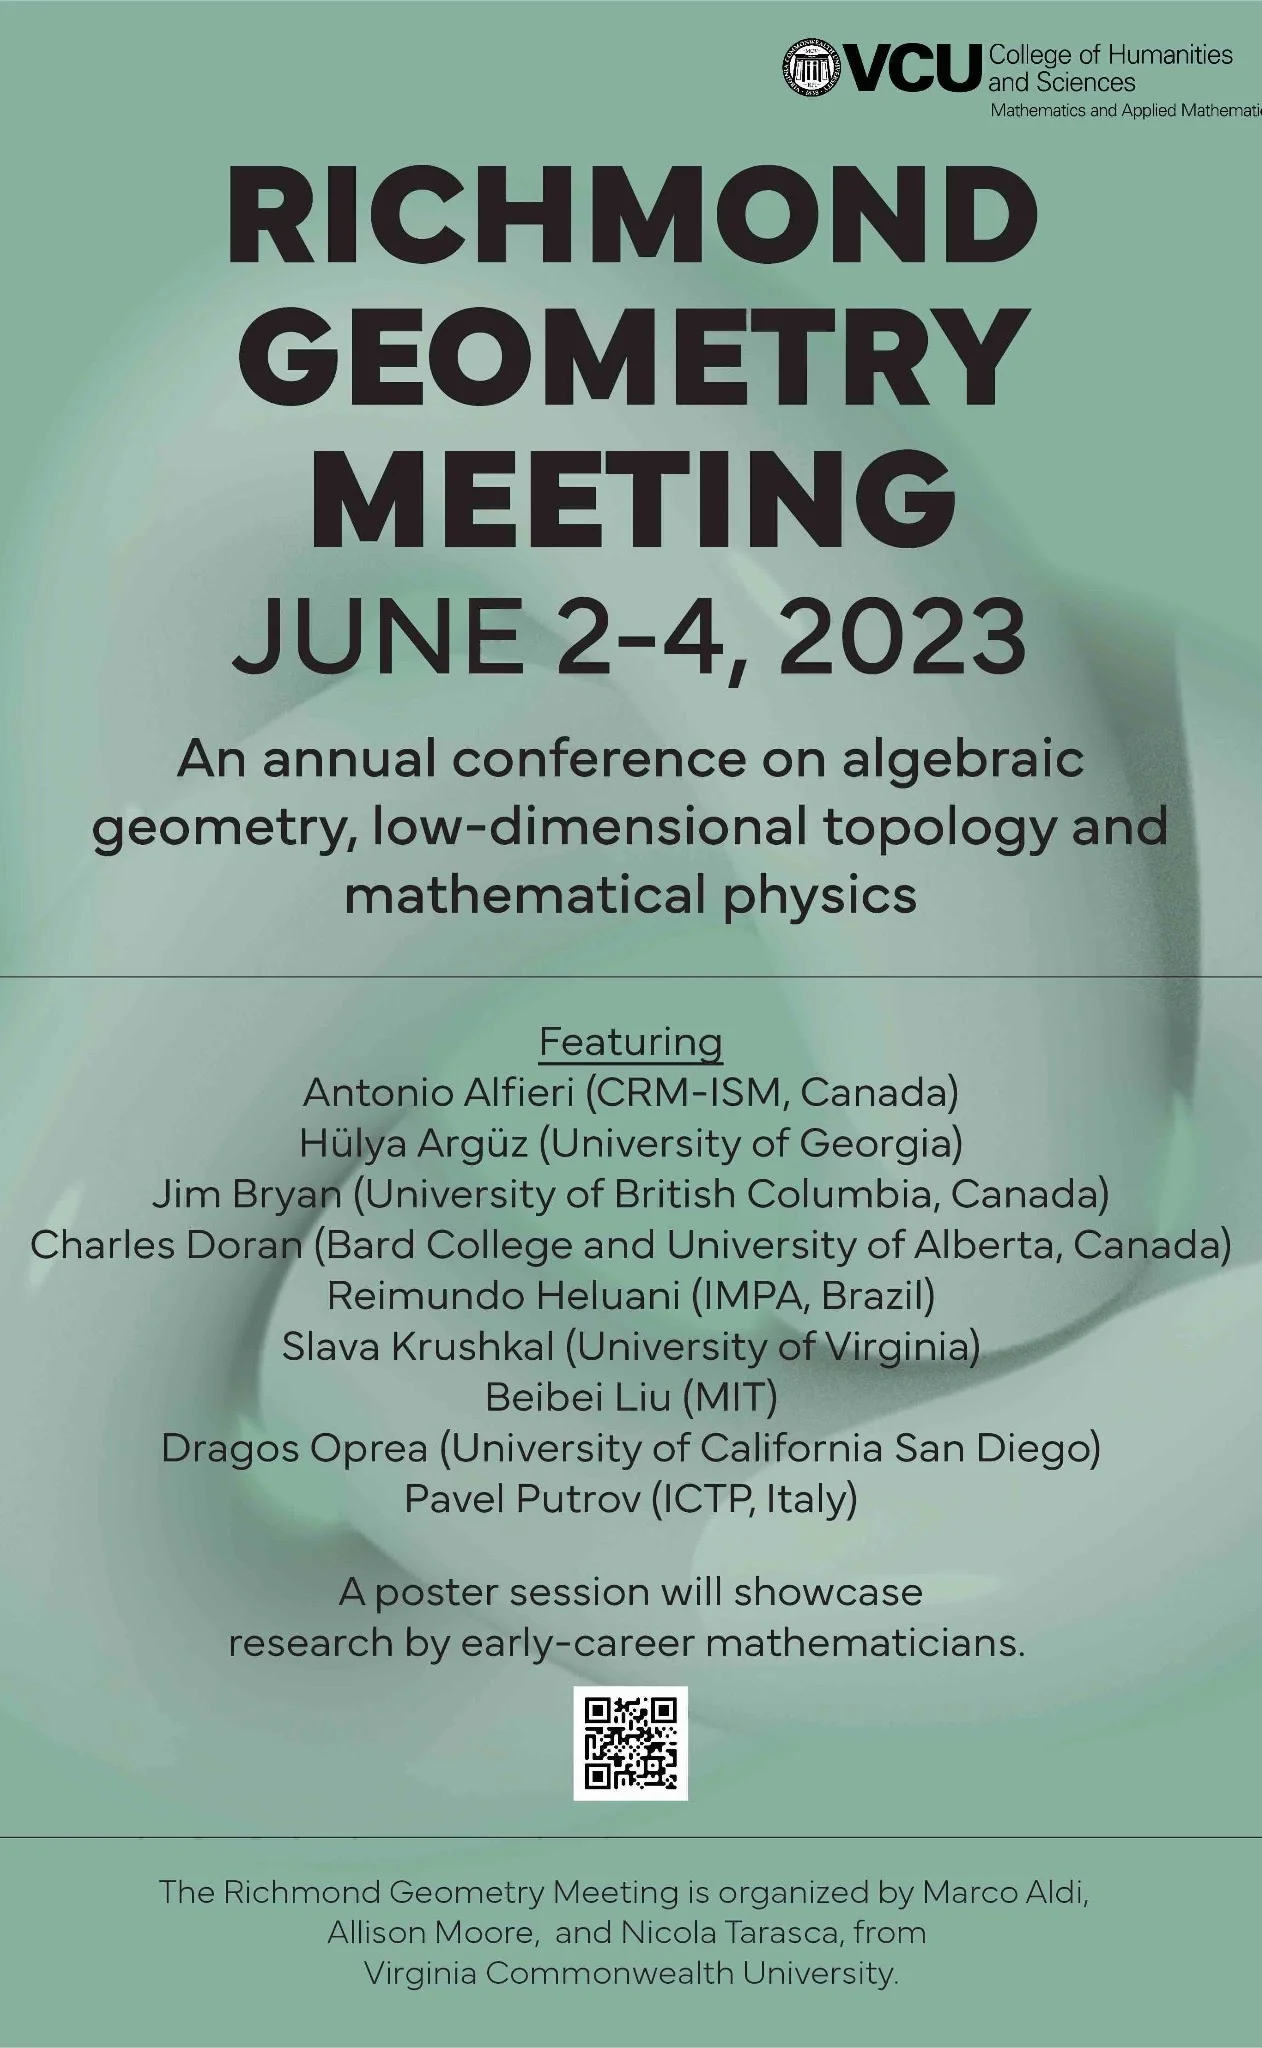 VCU College of Humanities
and Sciences
Mathematics and Applied
RICHMOND
GEOMETRY
MEETING
JUNE 2-4, 2023
An annual conference on algebraic
geometry, low-dimensional topology and
mathematical physics
Featuring
Antonio Alfieri (CRM-ISM, Canada)
Hülya Argüz (University of Georgia)
Jim Bryan (University of British Columbia, Canada)
Charles Doran (Bard College and University of Alberta, Canada)
Reimundo Heluani (IMPA, Brazil)
Slava Krushkal (University of Virginia)
Beibei Liu (MIT)
Dragos Oprea (University of California San Diego)
Pavel Putrov (ICTP, Italy)
A poster session will showcase
research by early-career mathematicians.
The Richmond Geometry Meeting is organized by Marco Aldi,
Allison Moore, and Nicola Tarasca, from
Virginia Commonwealth University.